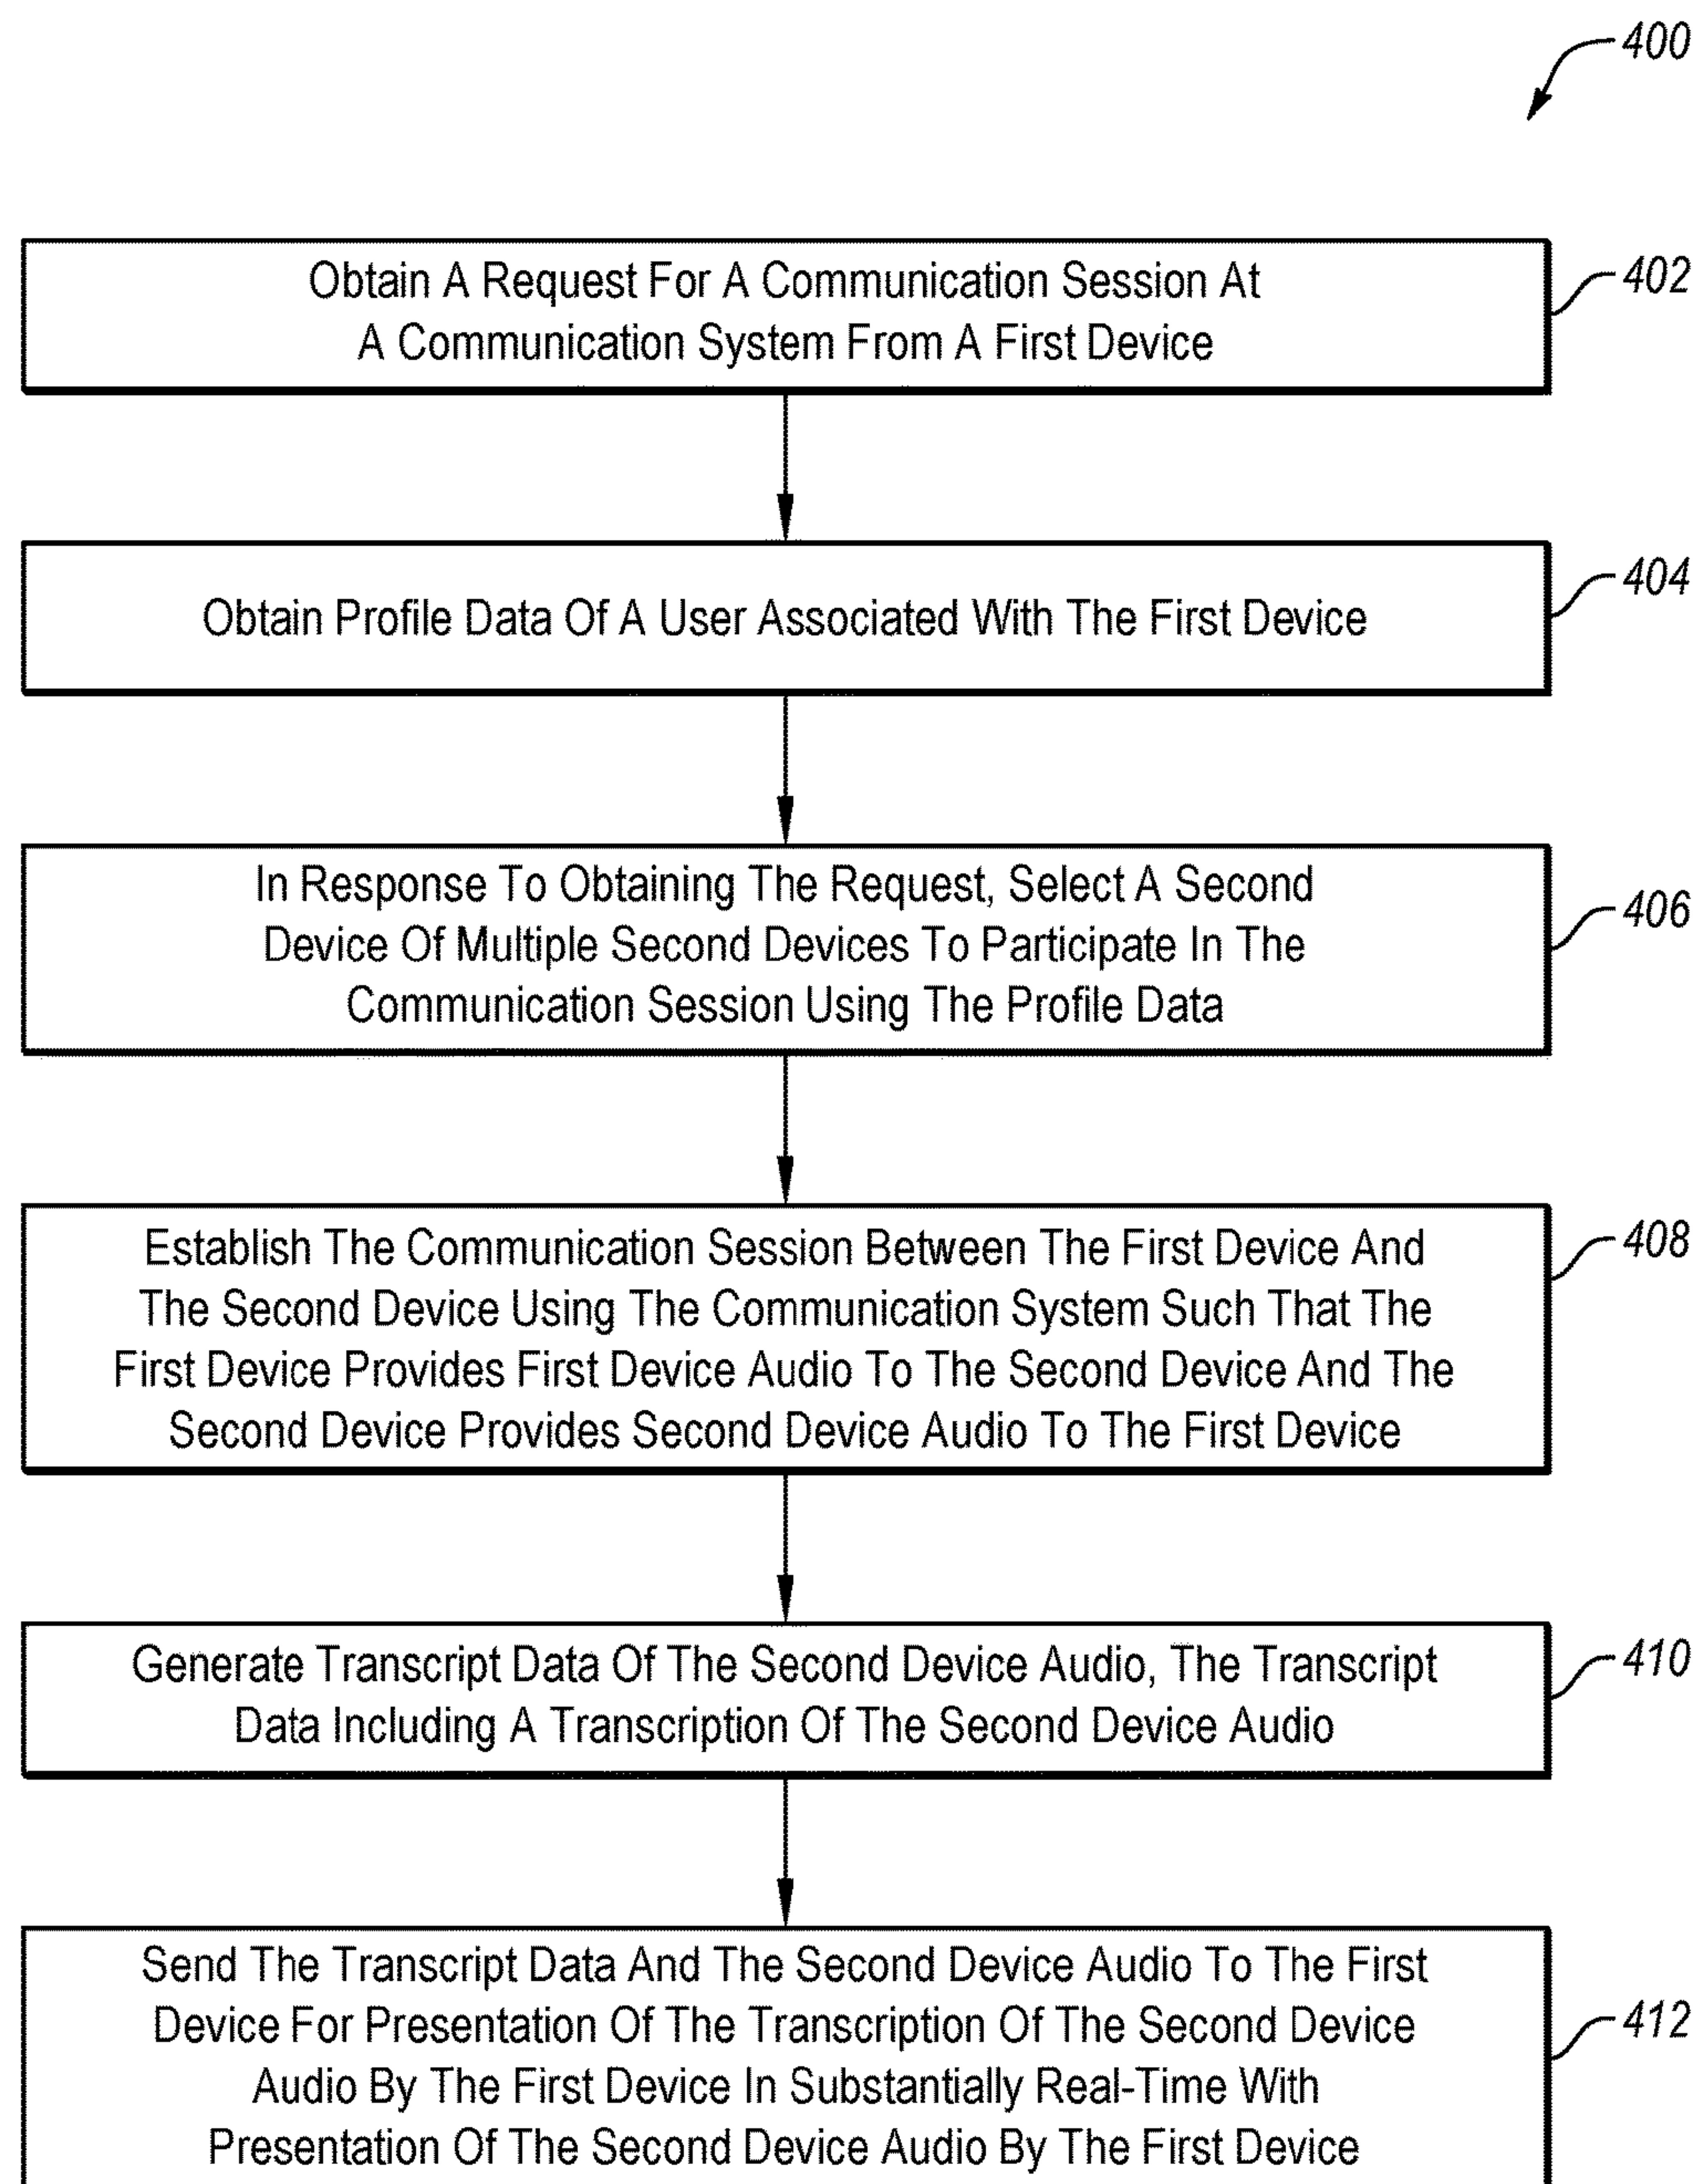 400
Obtain A Request For A Communication Session At
A Communication System From A First Device
402
Obtain Profile Data Of A User Associated With The First Device
404
In Response To Obtaining The Request, Select A Second
Device Of Multiple Second Devices To Participate In The
Communication Session Using The Profile Data
406
Establish The Communication Session Between The First Device And
The Second Device Using The Communication System Such That The
First Device Provides First Device Audio To The Second Device And The
Second Device Provides Second Device Audio To The First Device
408
Generate Transcript Data Of The Second Device Audio, The Transcript
Data Including A Transcription Of The Second Device Audio
410
Send The Transcript Data And The Second Device Audio To The First
Device For Presentation Of The Transcription Of The Second Device
Audio By The First Device In Substantially Real-Time With
Presentation Of The Second Device Audio By The First Device
412